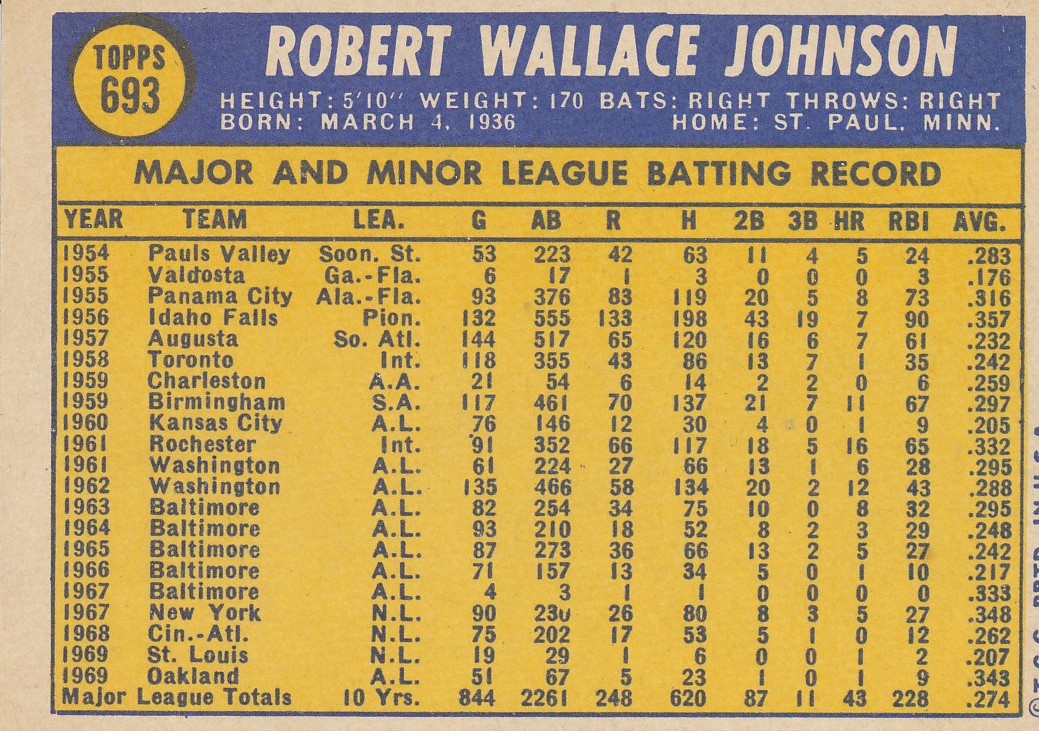 TOPPS
693
ROBERT WALLACE JOHNSON
HEIGHT: 5'10" WEIGHT: 170 BATS: RIGHT THROWS: RIGHT
BORN: MARCH 4, 1936 HOME: ST. PAUL, MINN.
MAJOR AND MINOR LEAGUE BATTING RECORD
YEAR TEAM LEA. G AB R H 2B 3B HR RBI AVG.
1954 Pauls Valley Soon. St. 53 223 42 63 11 4 5 24 .283
1955 Valdosta Ga.-Fla. 6 17 1 3 0 0 0 3 .176
1955 Panama City Ala.-Fla. 93 376 83 119 20 5 8 73 .316
1956 Idaho Falls Pion. 132 555 133 198 43 19 7 90 .357
1957 Augusta So. Atl. 144 517 65 120 16 6 7 61 .232
1958 Toronto Int. 118 355 43 86 13 7 1 35 .242
1959 Charleston A.A. 21 54 6 14 2 2 0 6 .259
1959 Birmingham S.A. 117 461 70 137 21 7 11 67 .297
1960 Kansas City A.L. 76 146 12 30 4 0 1 9 .205
1961 Rochester Int. 91 352 66 117 18 5 16 65 .332
1961 Washington A.L. 61 224 27 66 13 1 6 28 .295
1962 Washington A.L. 135 466 58 134 20 2 12 43 .288
1963 Baltimore A.L. 82 254 34 75 10 0 8 32 .295
1964 Baltimore A.L. 93 210 18 52 8 2 3 29 .248
1965 Baltimore A.L. 87 273 36 66 13 2 5 27 .242
1966 Baltimore A.L. 71 157 13 34 5 0 1 10 .217
1967 Baltimore A.L. 4 3 1 1 0 0 0 0 .333
1967 New York N.L. 90 230 26 80 8 3 5 27 .348
1968 Cin.-Atl. N.L. 75 202 17 53 5 1 0 12 .262
1969 St. Louis N.L. 19 29 1 6 0 0 1 2 .207
1969 Oakland A.L. 51 67 5 23 1 0 1 9 .343
Major League Totals 10 Yrs. 844 2261 248 620 87 11 43 228 .274